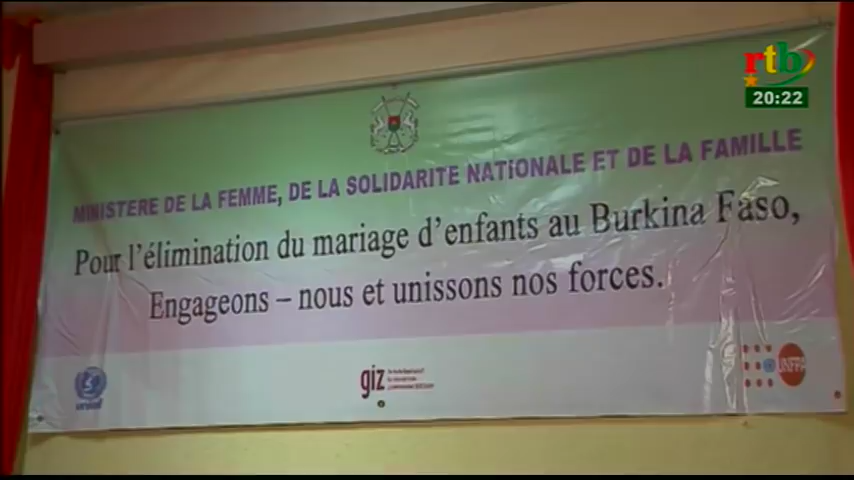 rtb
20:22
MINISTERE DE LA FEMME, DE LA SOLIDARITE NATiONALE ET DE LA FAMILLE
Pour l'élimination du mariage d'enfants au Burkina Faso,
Engageons – nous et unissons nos forces.
unicef
giz
UNFPA